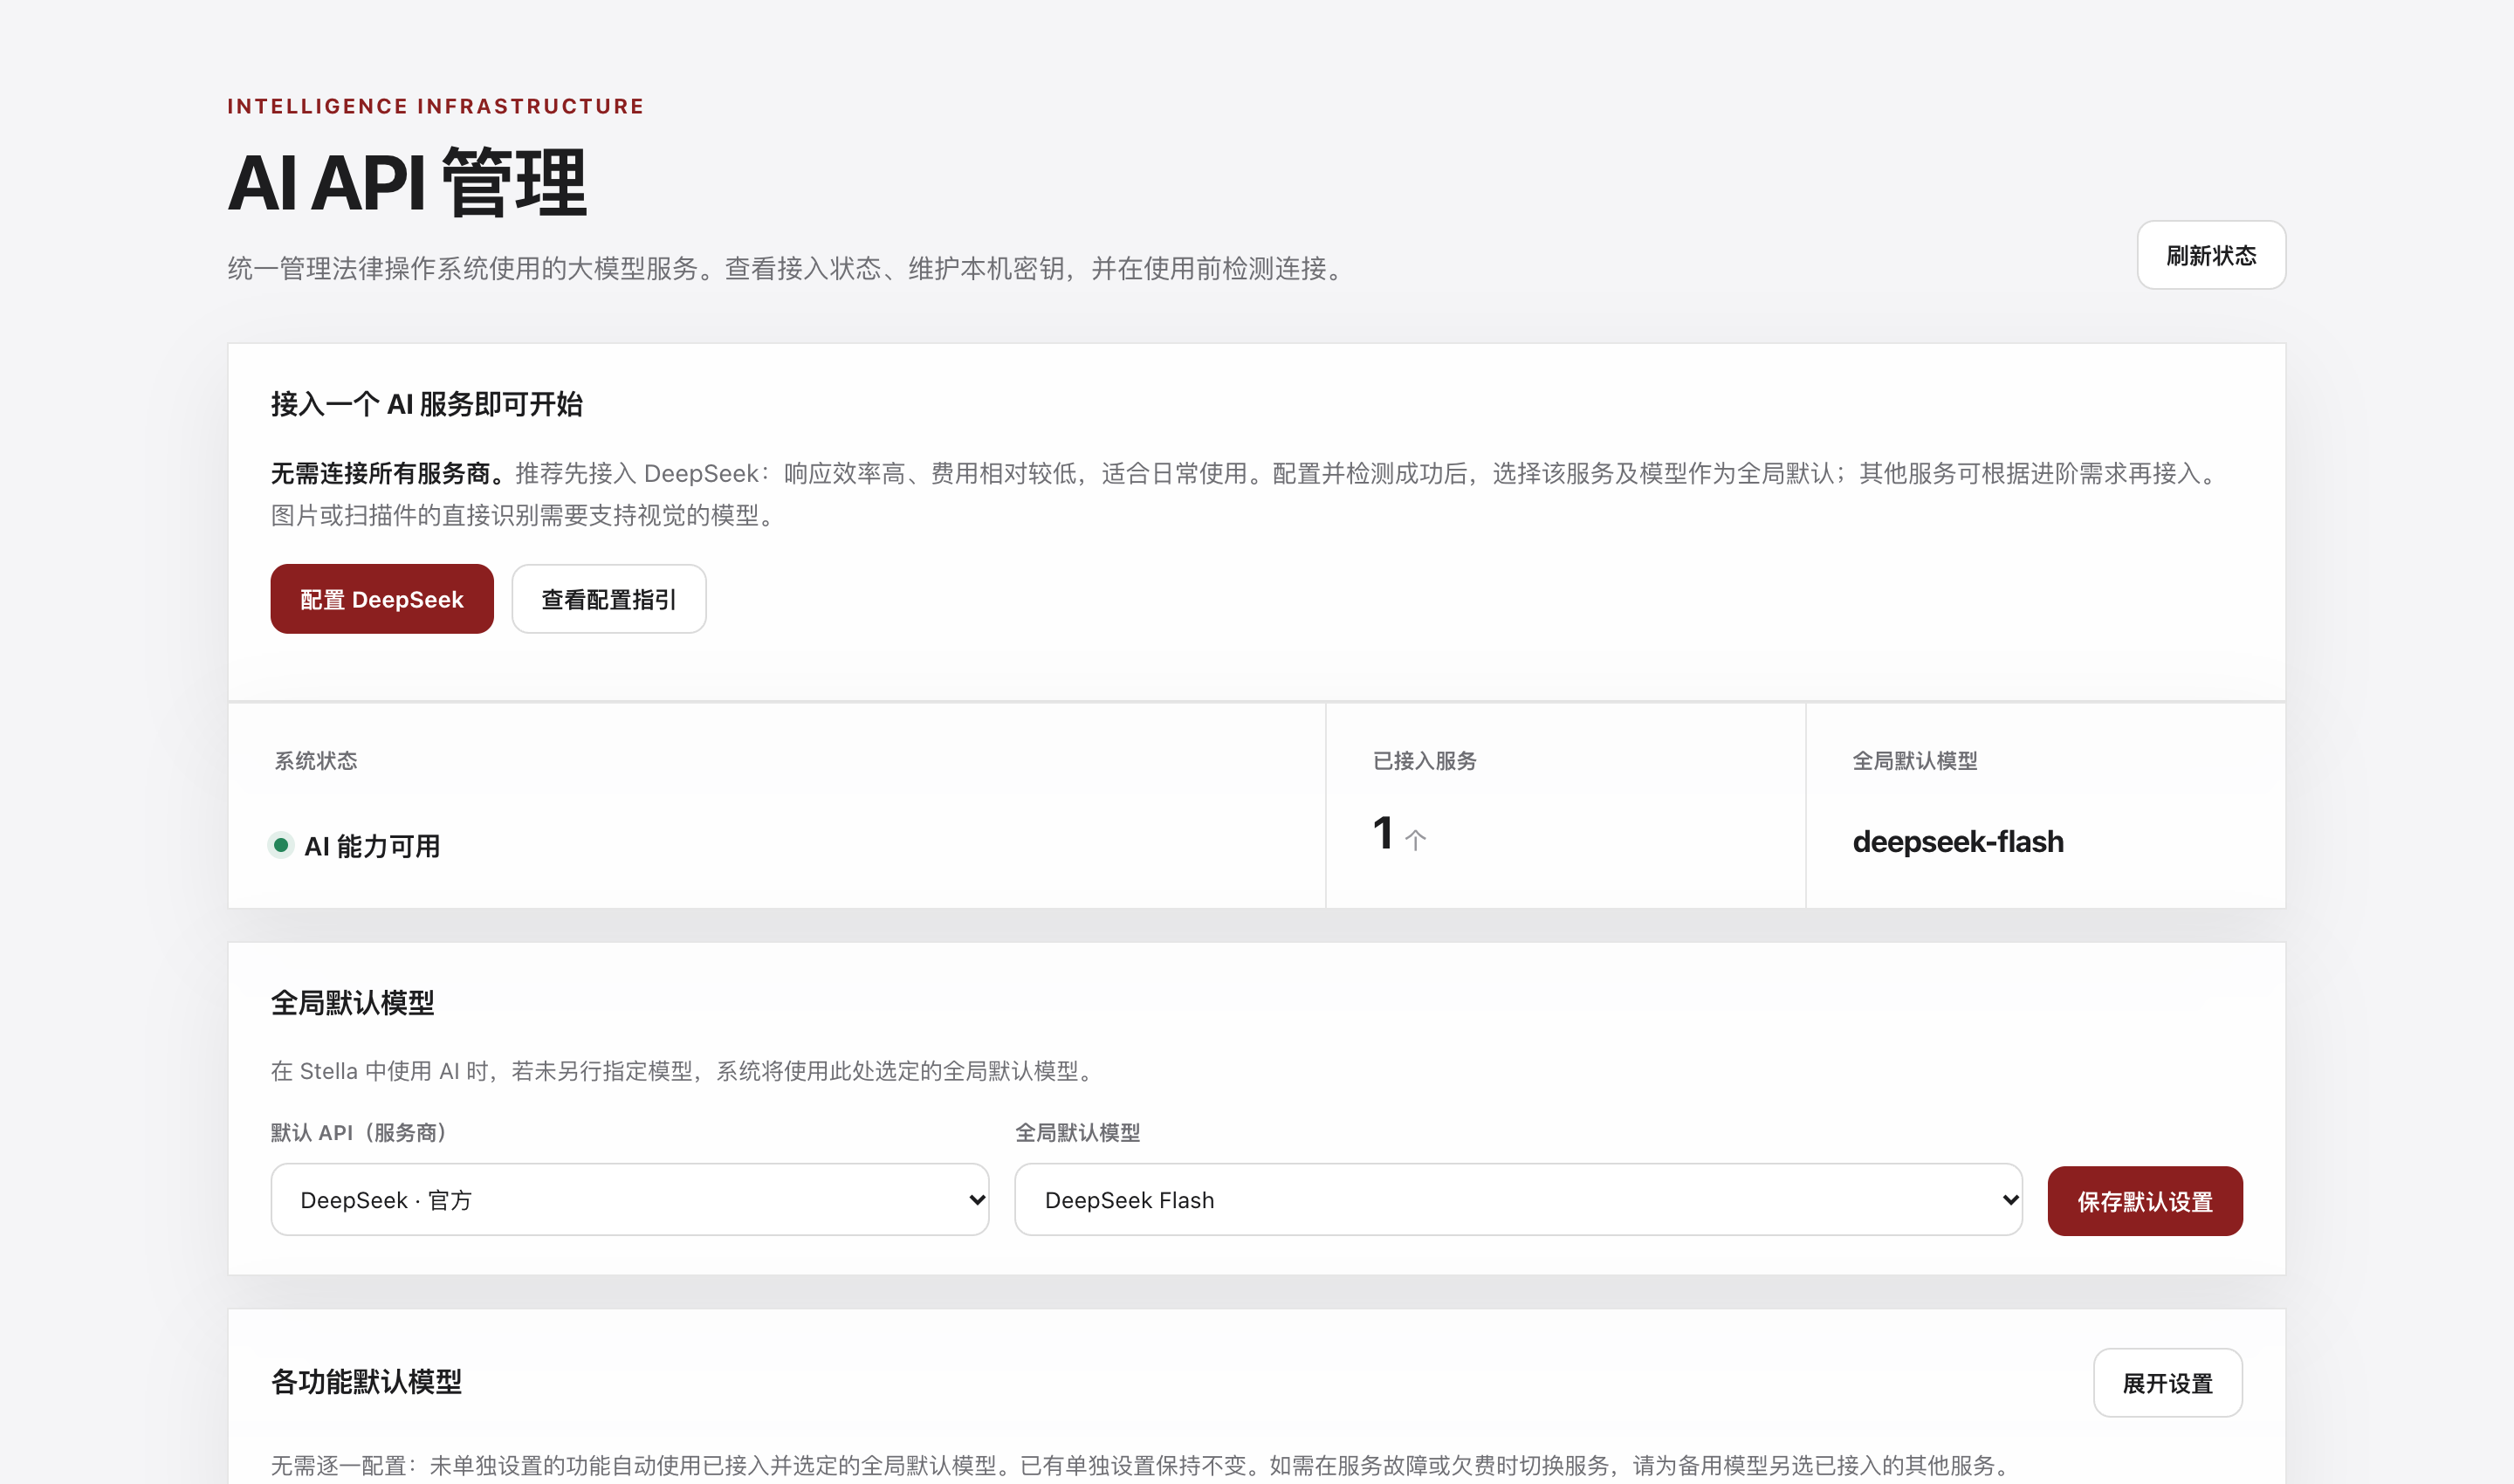 INTELLIGENCE INFRASTRUCTURE
AI API 管理
统一管理法律操作系统使用的大模型服务。查看接入状态、维护本机密钥，并在使用前检测连接。
刷新状态
接入一个 AI 服务即可开始
无需连接所有服务商。推荐先接入 DeepSeek：响应效率高、费用相对较低，适合日常使用。配置并检测成功后，选择该服务及模型作为全局默认；其他服务可根据进阶需求再接入。
图片或扫描件的直接识别需要支持视觉的模型。
配置 DeepSeek
查看配置指引
系统状态
AI 能力可用
已接入服务
1 个
全局默认模型
deepseek-flash
全局默认模型
在 Stella 中使用 AI 时，若未另行指定模型，系统将使用此处选定的全局默认模型。
默认 API（服务商）
DeepSeek · 官方
全局默认模型
DeepSeek Flash
保存默认设置
各功能默认模型
展开设置
无需逐一配置：未单独设置的功能自动使用已接入并选定的全局默认模型。已有单独设置保持不变。如需在服务故障或欠费时切换服务，请为备用模型另选已接入的其他服务。